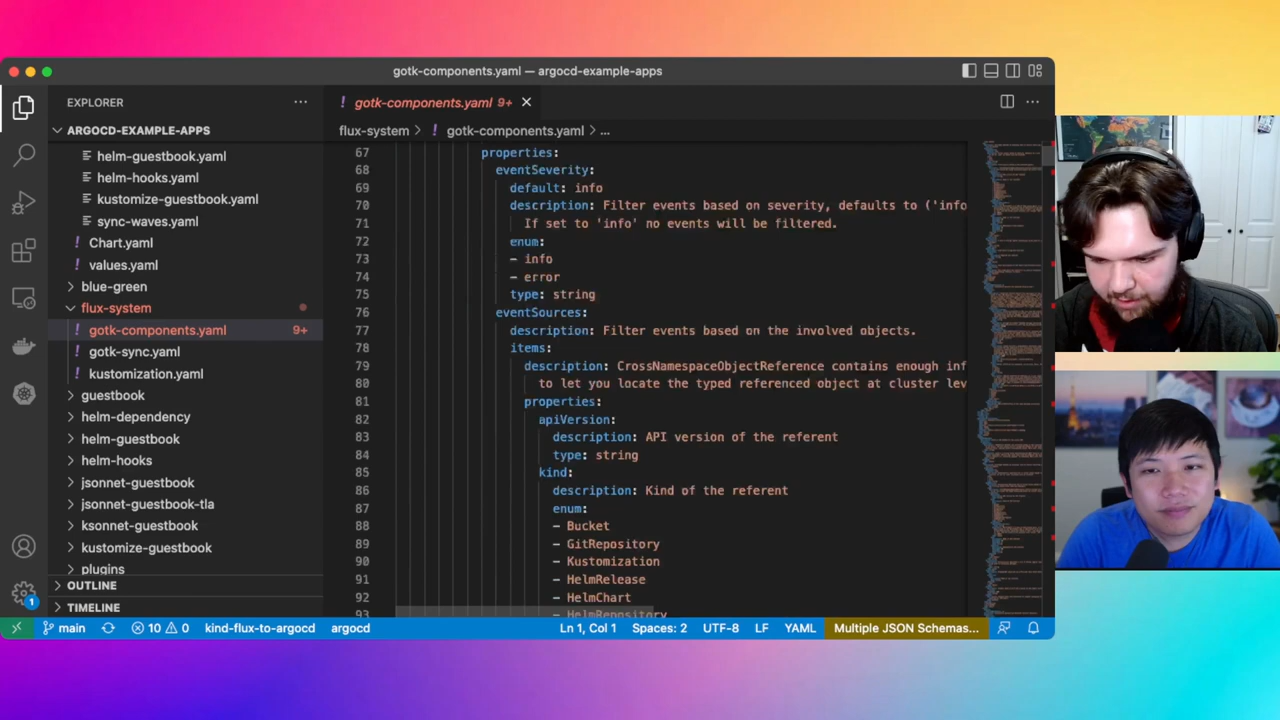 gotk-components.yaml — argocd-example-apps
EXPLORER
ARGOCD-EXAMPLE-APPS
helm-guestbook.yaml
helm-hooks.yaml
kustomize-guestbook.yaml
sync-waves.yaml
Chart.yaml
values.yaml
blue-green
flux-system
gotk-components.yaml 9+
gotk-sync.yaml
kustomization.yaml
guestbook
helm-dependency
helm-guestbook
helm-hooks
jsonnet-guestbook
jsonnet-guestbook-tla
ksonnet-guestbook
kustomize-guestbook
plugins
OUTLINE
TIMELINE
! gotk-components.yaml 9+ ×
flux-system > ! gotk-components.yaml > ...
67 properties:
68 eventSeverity:
69 default: info
70 description: Filter events based on severity, defaults to ('info
71 If set to 'info' no events will be filtered.
72 enum:
73 - info
74 - error
75 type: string
76 eventSources:
77 description: Filter events based on the involved objects.
78 items:
79 description: CrossNamespaceObjectReference contains enough inf
80 to let you locate the typed referenced object at cluster lev
81 properties:
82 apiVersion:
83 description: API version of the referent
84 type: string
85 kind:
86 description: Kind of the referent
87 enum:
88 - Bucket
89 - GitRepository
90 - Kustomization
91 - HelmRelease
92 - HelmChart
93 - HelmRepository
1
main 10 0 kind-flux-to-argocd argocd Ln 1, Col 1 Spaces: 2 UTF-8 LF YAML Multiple JSON Schemas...